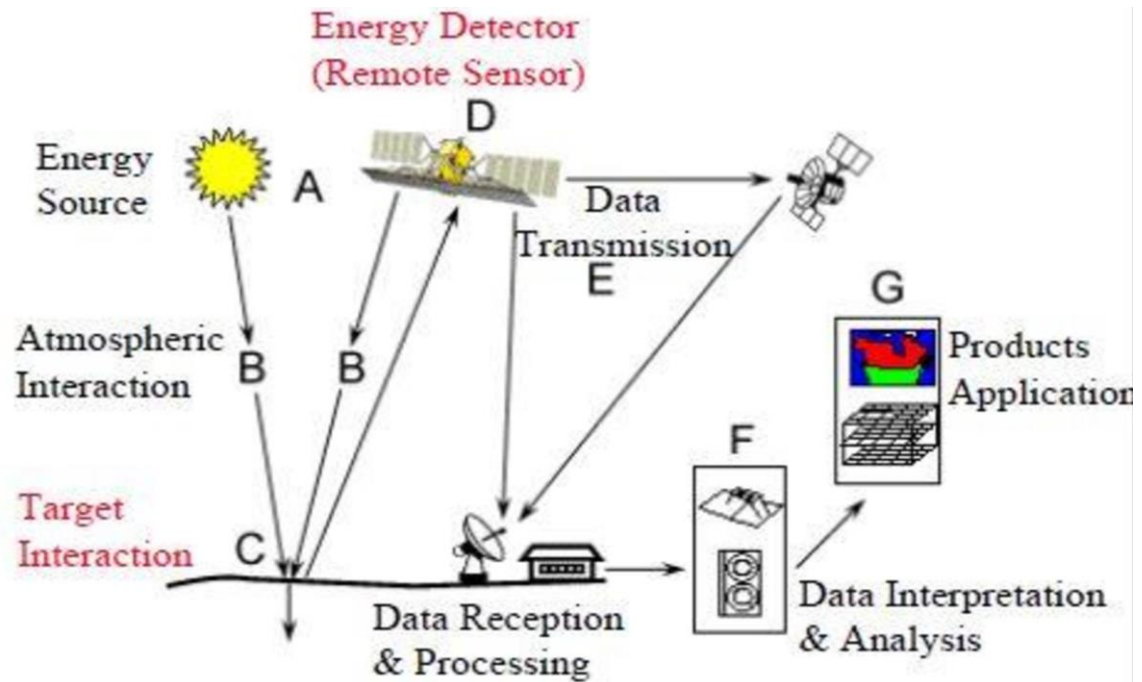 Energy Detector
(Remote Sensor)
D
Energy
Source
A
Data
Transmission
E
G
Atmospheric
Interaction
B
B
Products
Application
F
Target
Interaction
C
Data Reception
& Processing
Data Interpretation
& Analysis